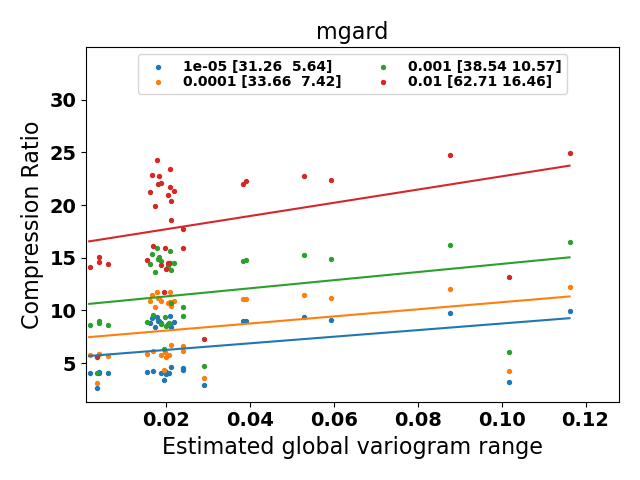 mgard
1e-05 [31.26  5.64]
0.0001 [33.66  7.42]
0.001 [38.54 10.57]
0.01 [62.71 16.46]
Compression Ratio
30
25
20
15
10
5
0.02 0.04 0.06 0.08 0.10 0.12
Estimated global variogram range